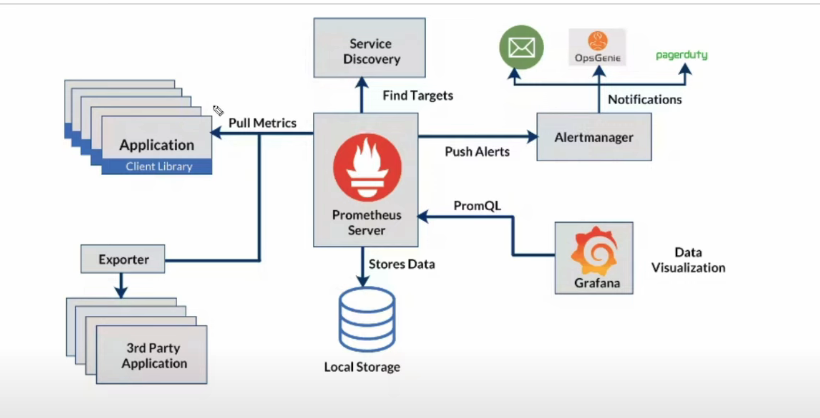 Service
Discovery
OpsGenie
pagerduty
Find Targets
Notifications
Pull Metrics
Application
Client Library
Push Alerts
Alertmanager
Prometheus
Server
PromQL
Exporter
Stores Data
Grafana
Data
Visualization
3rd Party
Application
Local Storage